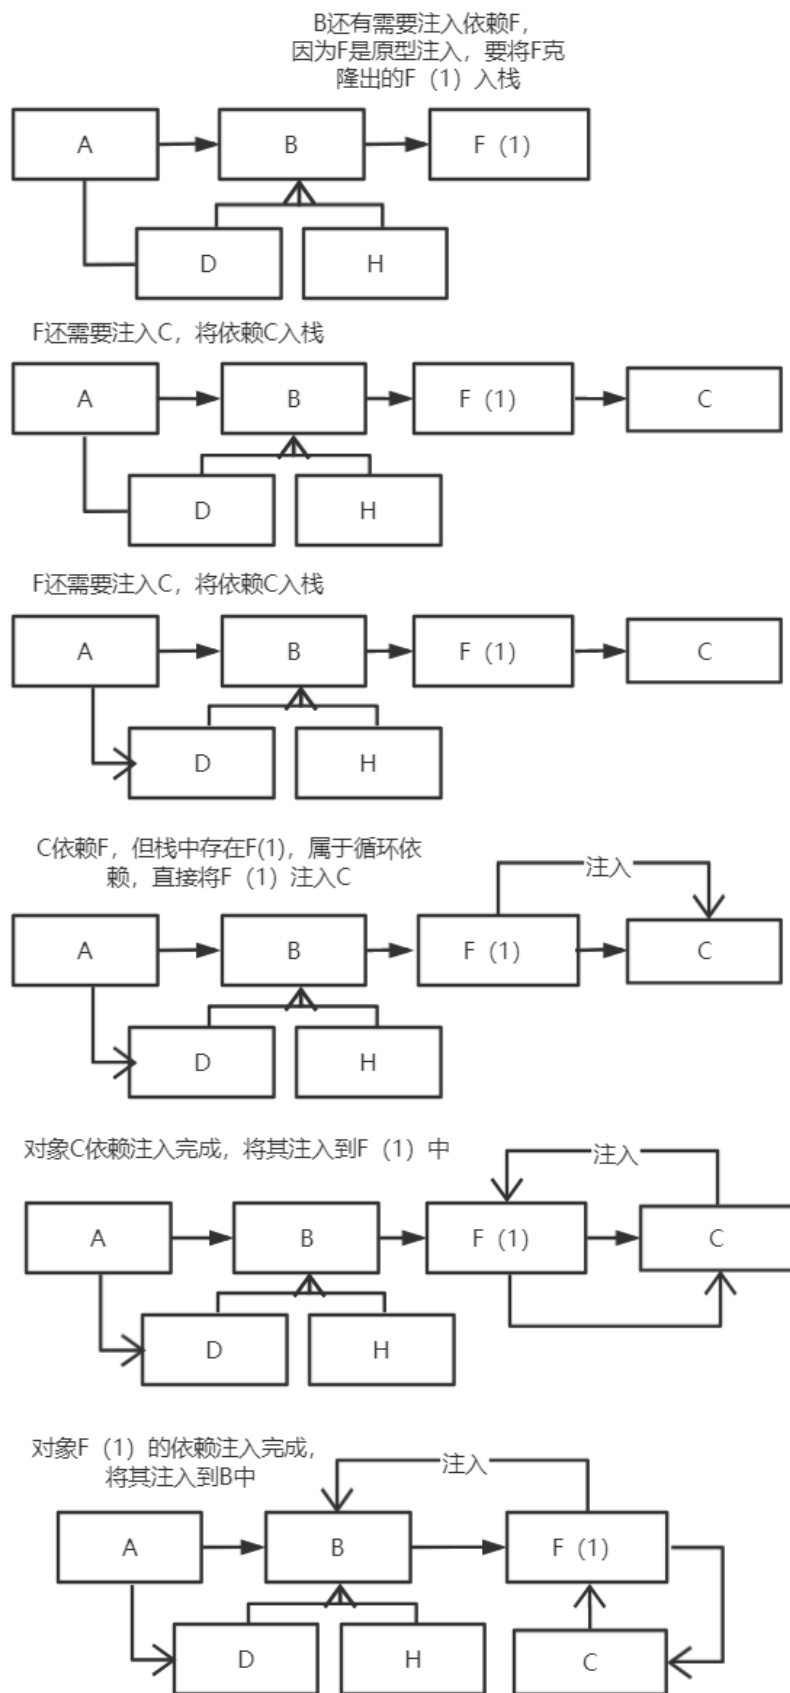 B还有需要注入依赖F,
因为F是原型注入，要将F克
隆出的F（1）入栈
A
B
F（1）
D
H
F还需要注入C，将依赖C入栈
A
B
F（1）
C
D
H
F还需要注入C，将依赖C入栈
A
B
F（1）
C
D
H
C依赖F，但栈中存在F(1)，属于循环依
赖，直接将F（1）注入C
注入
A
B
F（1）
C
D
H
对象C依赖注入完成，将其注入到F（1）中
注入
A
B
F（1）
C
D
H
对象F（1）的依赖注入完成，
将其注入到B中
注入
A
B
F（1）
D
H
C